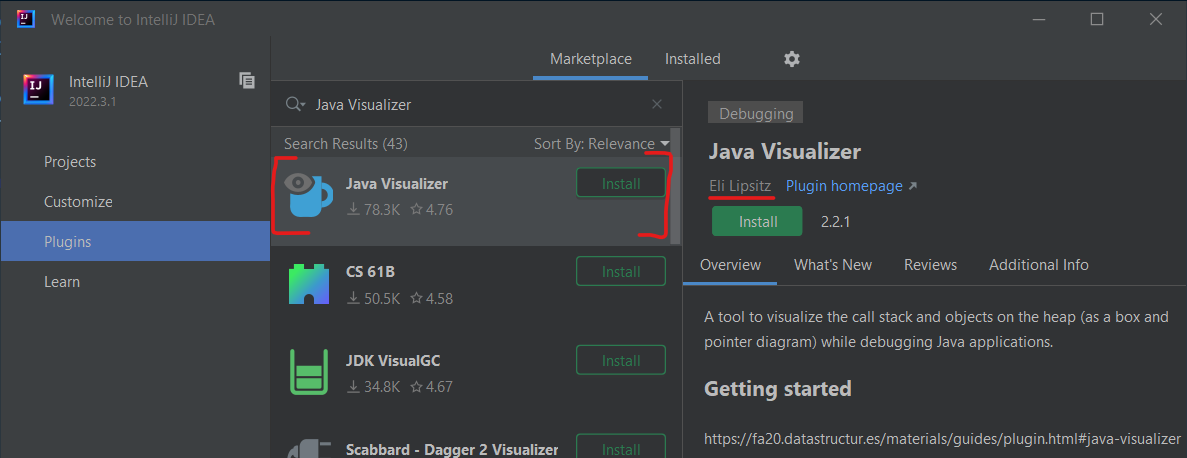 Welcome to IntelliJ IDEA
IntelliJ IDEA
2022.3.1
Projects
Customize
Plugins
Learn
Marketplace
Installed
Java Visualizer
Search Results (43)
Sort By: Relevance
Java Visualizer
78.3K
4.76
Install
CS 61B
50.5K
4.58
Install
JDK VisualGC
34.8K
4.67
Install
Scabbard - Dagger 2 Visualizer
Install
Debugging
Java Visualizer
Eli Lipsitz Plugin homepage
Install 2.2.1
Overview What's New Reviews Additional Info
A tool to visualize the call stack and objects on the heap (as a box and
pointer diagram) while debugging Java applications.
Getting started
https://fa20.datastructur.es/materials/guides/plugin.html#java-visualizer